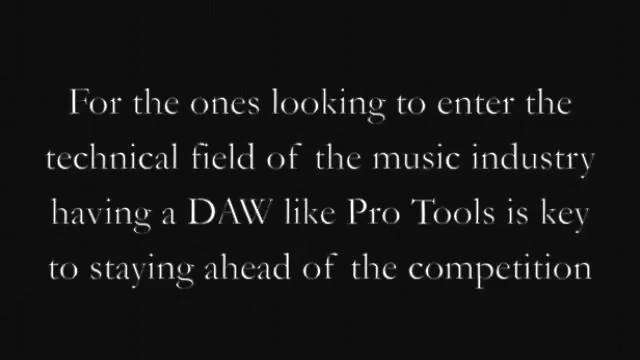 For the ones looking to enter the
technical field of the music industry
having a DAW like Pro Tools is key
to staying ahead of the competition